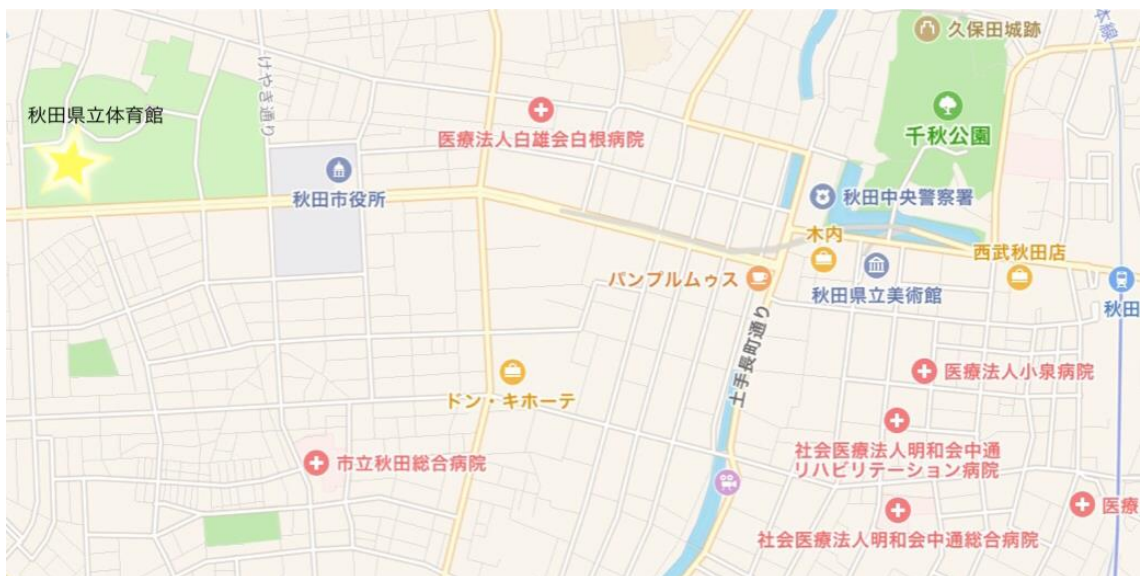 久保田城跡
本線
けやき通り
秋田県立体育館
医療法人白雄会白根病院
千秋公園
秋田市役所
秋田中央警察署
木内
西武秋田店
パンプルムゥス
秋田県立美術館
秋田
土手長町通り
医療法人小泉病院
ドン・キホーテ
社会医療法人明和会中通
リハビリテーション病院
市立秋田総合病院
医療
社会医療法人明和会中通総合病院